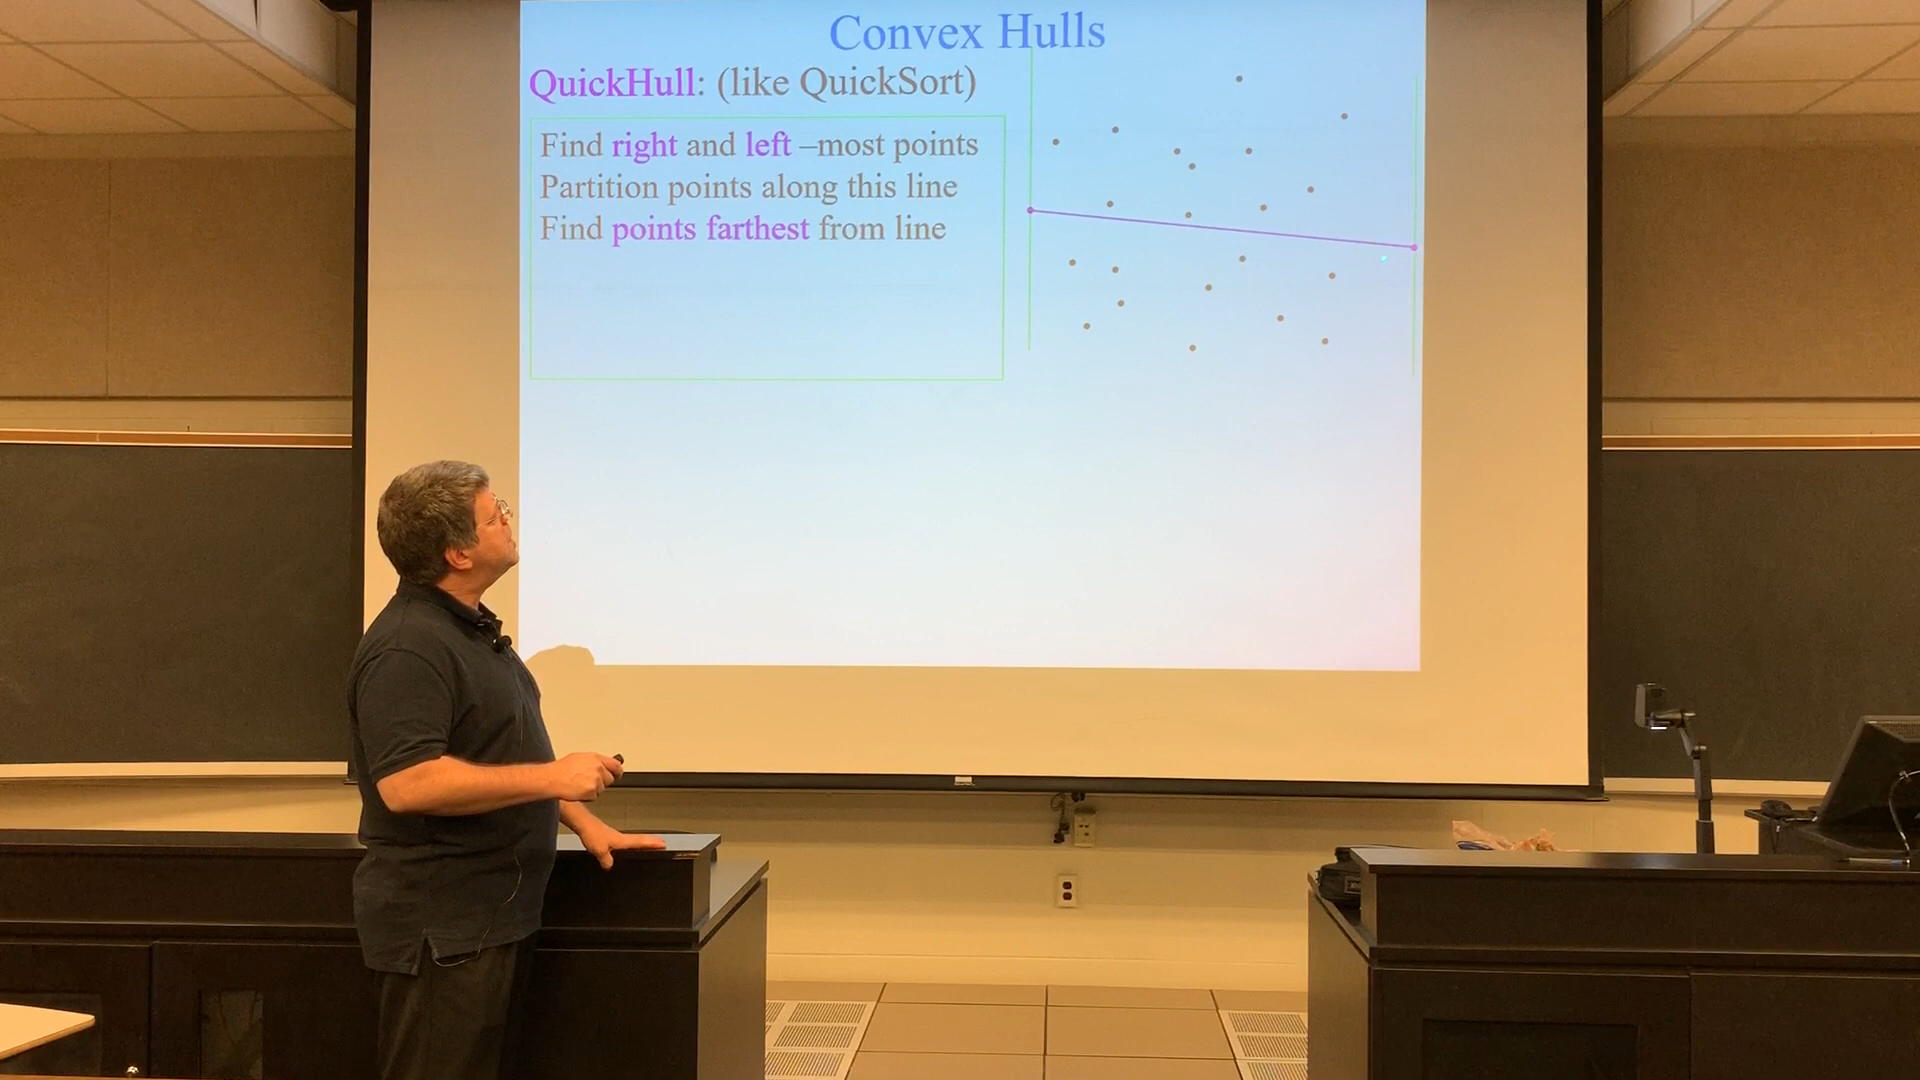 Convex Hulls
QuickHull: (like QuickSort)
Find right and left –most points
Partition points along this line
Find points farthest from line